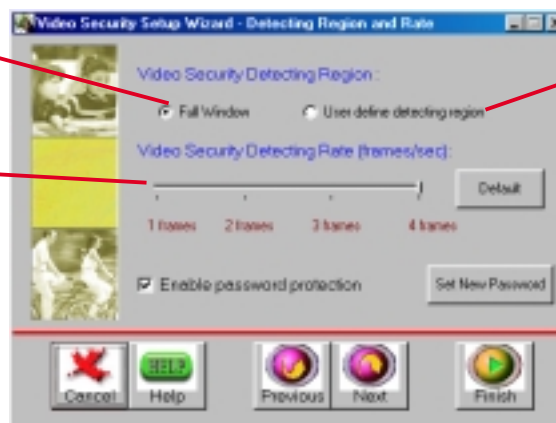 Video Security Setup Wizard - Detecting Region and Rate
Video Security Detecting Region :
Full Window User define detecting region
Video Security Detecting Rate (frames/sec):
Default
1 frames 2 frames 3 frames 4 frames
Enable password protection Set New Password
HELP
Cancel Help Previous Next Finish